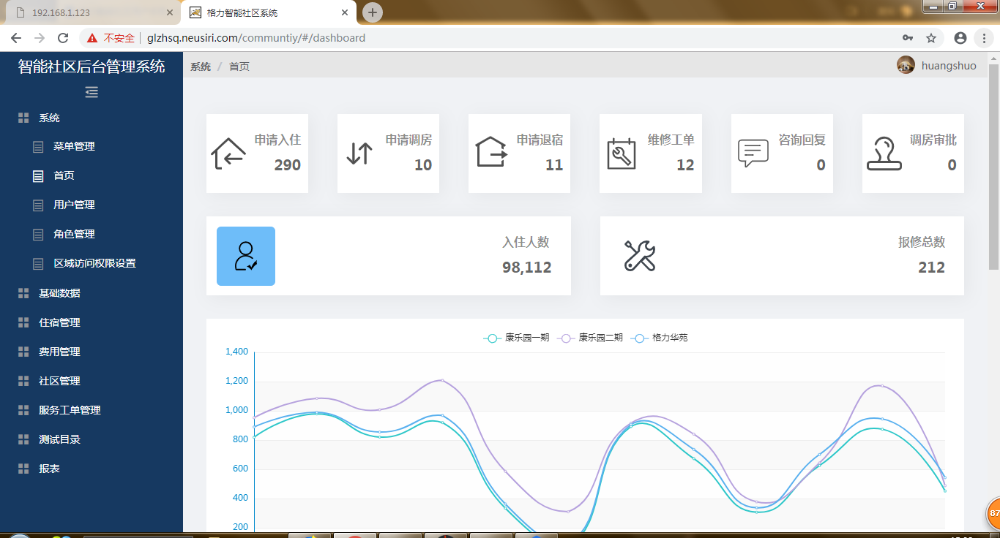 192.168.1.123
格力智能社区系统
不安全 glzhsq.neusiri.com/communtiy/#/dashboard
智能社区后台管理系统
系统 / 首页
huangshuo
系统
菜单管理
首页
用户管理
角色管理
区域访问权限设置
基础数据
住宿管理
费用管理
社区管理
服务工单管理
测试目录
报表
申请入住
290
申请调房
10
申请退宿
11
维修工单
12
咨询回复
0
调房审批
0
入住人数
98,112
报修总数
212
康乐园一期 康乐园二期 格力华苑
1,400
1,200
1,000
800
600
400
200
87